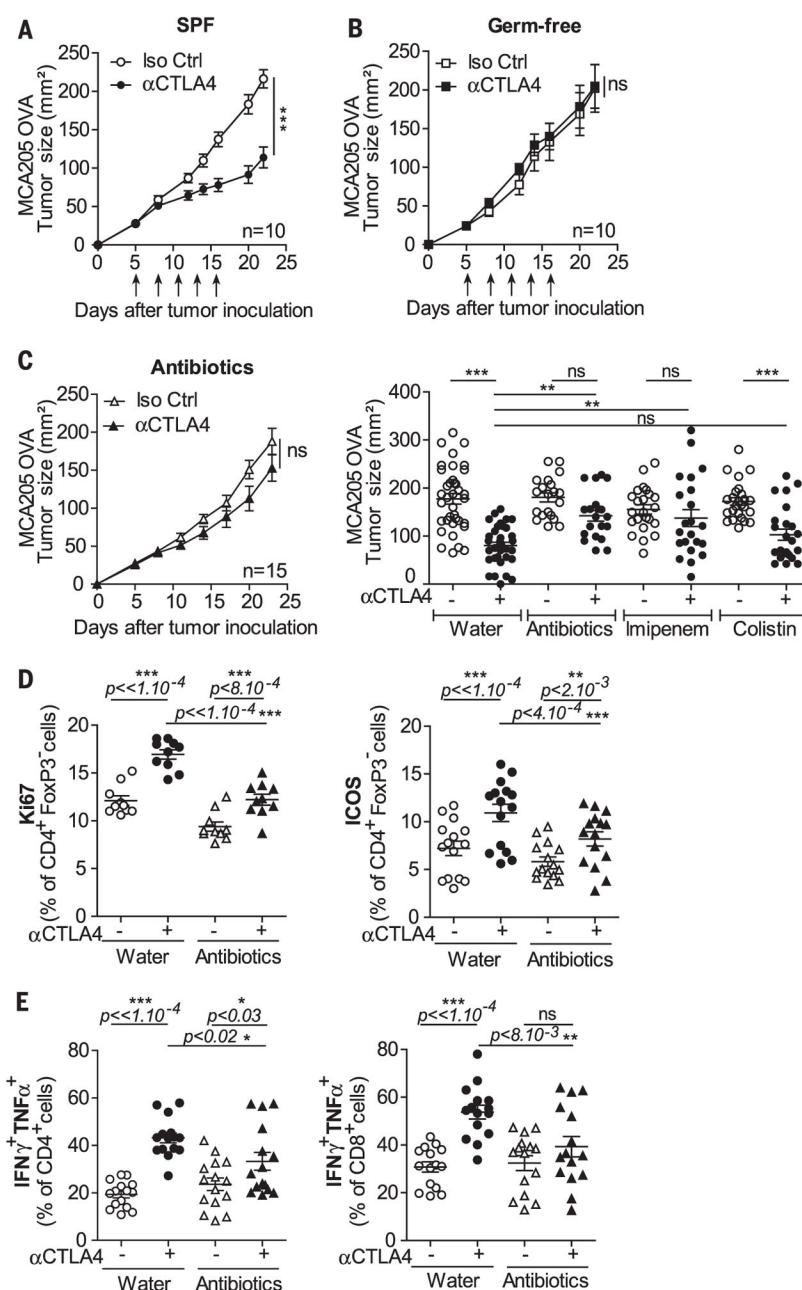 A
SPF
MCA205 OVA
Tumor size (mm²)
250
200
150
100
50
0
Iso Ctrl
αCTLA4
***
n=10
0 5 10 15 20 25
Days after tumor inoculation
B
Germ-free
MCA205 OVA
Tumor size (mm²)
250
200
150
100
50
0
Iso Ctrl
αCTLA4
ns
n=10
0 5 10 15 20 25
Days after tumor inoculation
C
Antibiotics
MCA205 OVA
Tumor size (mm²)
250
200
150
100
50
0
Iso Ctrl
αCTLA4
ns
n=15
0 5 10 15 20 25
Days after tumor inoculation
*** ns ns ***
**
**
ns
MCA205 OVA
Tumor size (mm²)
400
300
200
100
0
αCTLA4 - + - + - + - +
Water Antibiotics Imipenem Colistin
D
*** ***
p<<1.10⁻⁴ p<8.10⁻⁴
p<<1.10⁻⁴ ***
Ki67
(% of CD4⁺ FoxP3⁻cells)
20
15
10
5
0
αCTLA4 - + - +
Water Antibiotics
*** **
p<<1.10⁻⁴ p<2.10⁻³
p<4.10⁻⁴ ***
ICOS
(% of CD4⁺ FoxP3⁻cells)
20
15
10
5
0
αCTLA4 - + - +
Water Antibiotics
E
*** *
p<<1.10⁻⁴ p<0.03
p<0.02 *
IFNγ⁺TNFα⁺
(% of CD4⁺cells)
80
60
40
20
0
αCTLA4 - + - +
Water Antibiotics
*** ns
p<<1.10⁻⁴
p<8.10⁻³ **
IFNγ⁺TNFα⁺
(% of CD8⁺cells)
80
60
40
20
0
αCTLA4 - + - +
Water Antibiotics